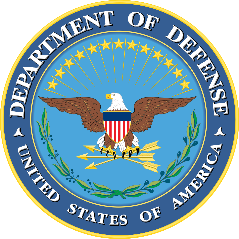 DEPARTMENT OF DEFENSE
UNITED STATES OF AMERICA